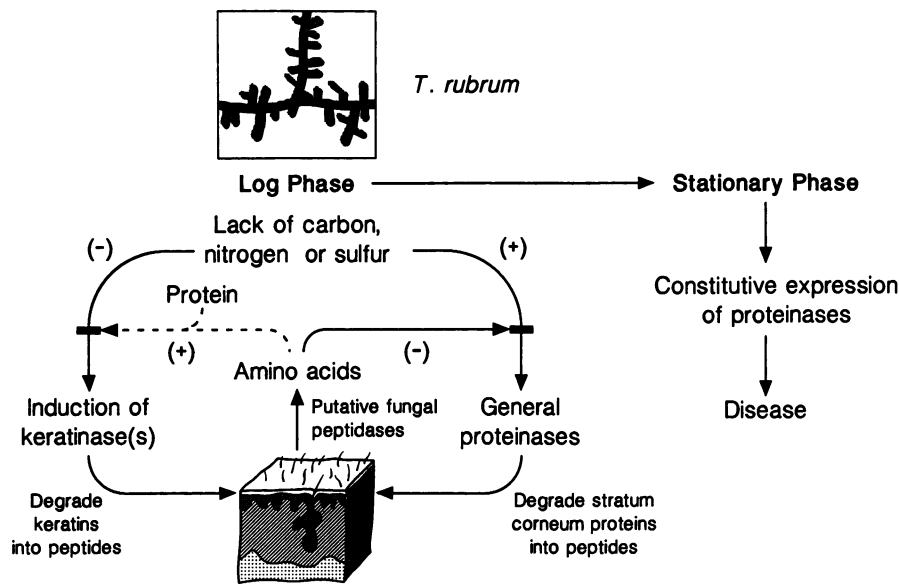 T. rubrum
Log Phase
Stationary Phase
Lack of carbon,
nitrogen or sulfur
(-)
(+)
Protein
(+)
(-)
Amino acids
Constitutive expression
of proteinases
Induction of
keratinase(s)
Putative fungal
peptidases
General
proteinases
Disease
Degrade
keratins
into peptides
Degrade stratum
corneum proteins
into peptides